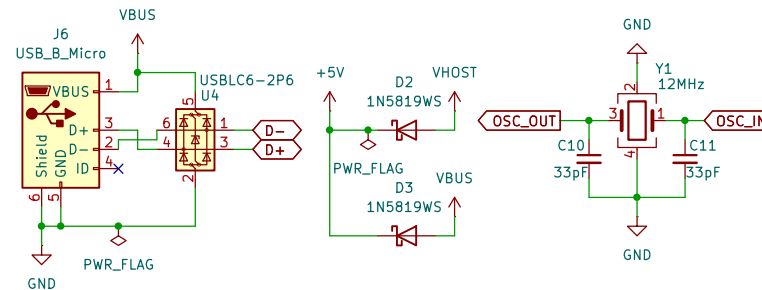 VBUS
J6
USB_B_Micro
VBUS
1
D+
3
D-
2
ID
4
Shield
GND
6
5
GND
PWR_FLAG
USBLC6-2P6
U4
5
6
1
4
3
2
D-
D+
+5V
D2
1N5819WS
VHOST
PWR_FLAG
D3
1N5819WS
VBUS
GND
Y1
12MHz
2
OSC_OUT
3
1
OSC_IN
4
C10
33pF
C11
33pF
GND